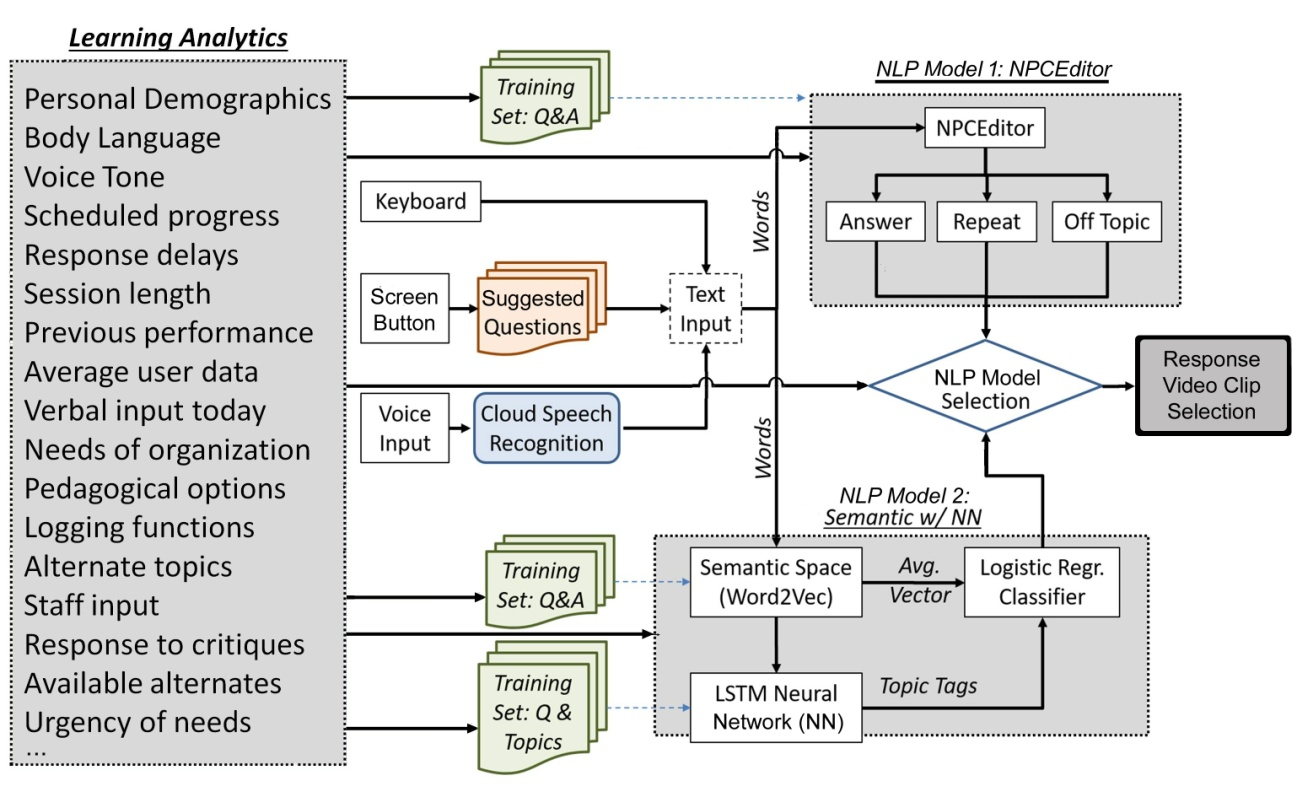 Learning Analytics
Personal Demographics
Body Language
Voice Tone
Scheduled progress
Response delays
Session length
Previous performance
Average user data
Verbal input today
Needs of organization
Pedagogical options
Logging functions
Alternate topics
Staff input
Response to critiques
Available alternates
Urgency of needs
...
Training
Set: Q&A
Keyboard
Screen
Button
Suggested
Questions
Voice
Input
Cloud Speech
Recognition
Text
Input
Words
Words
NLP Model 1: NPCEditor
NPCEditor
Answer
Repeat
Off Topic
NLP Model
Selection
Response
Video Clip
Selection
NLP Model 2:
Semantic w/ NN
Training
Set: Q&A
Semantic Space
(Word2Vec)
Avg.
Vector
Logistic Regr.
Classifier
Training
Set: Q &
Topics
LSTM Neural
Network (NN)
Topic Tags